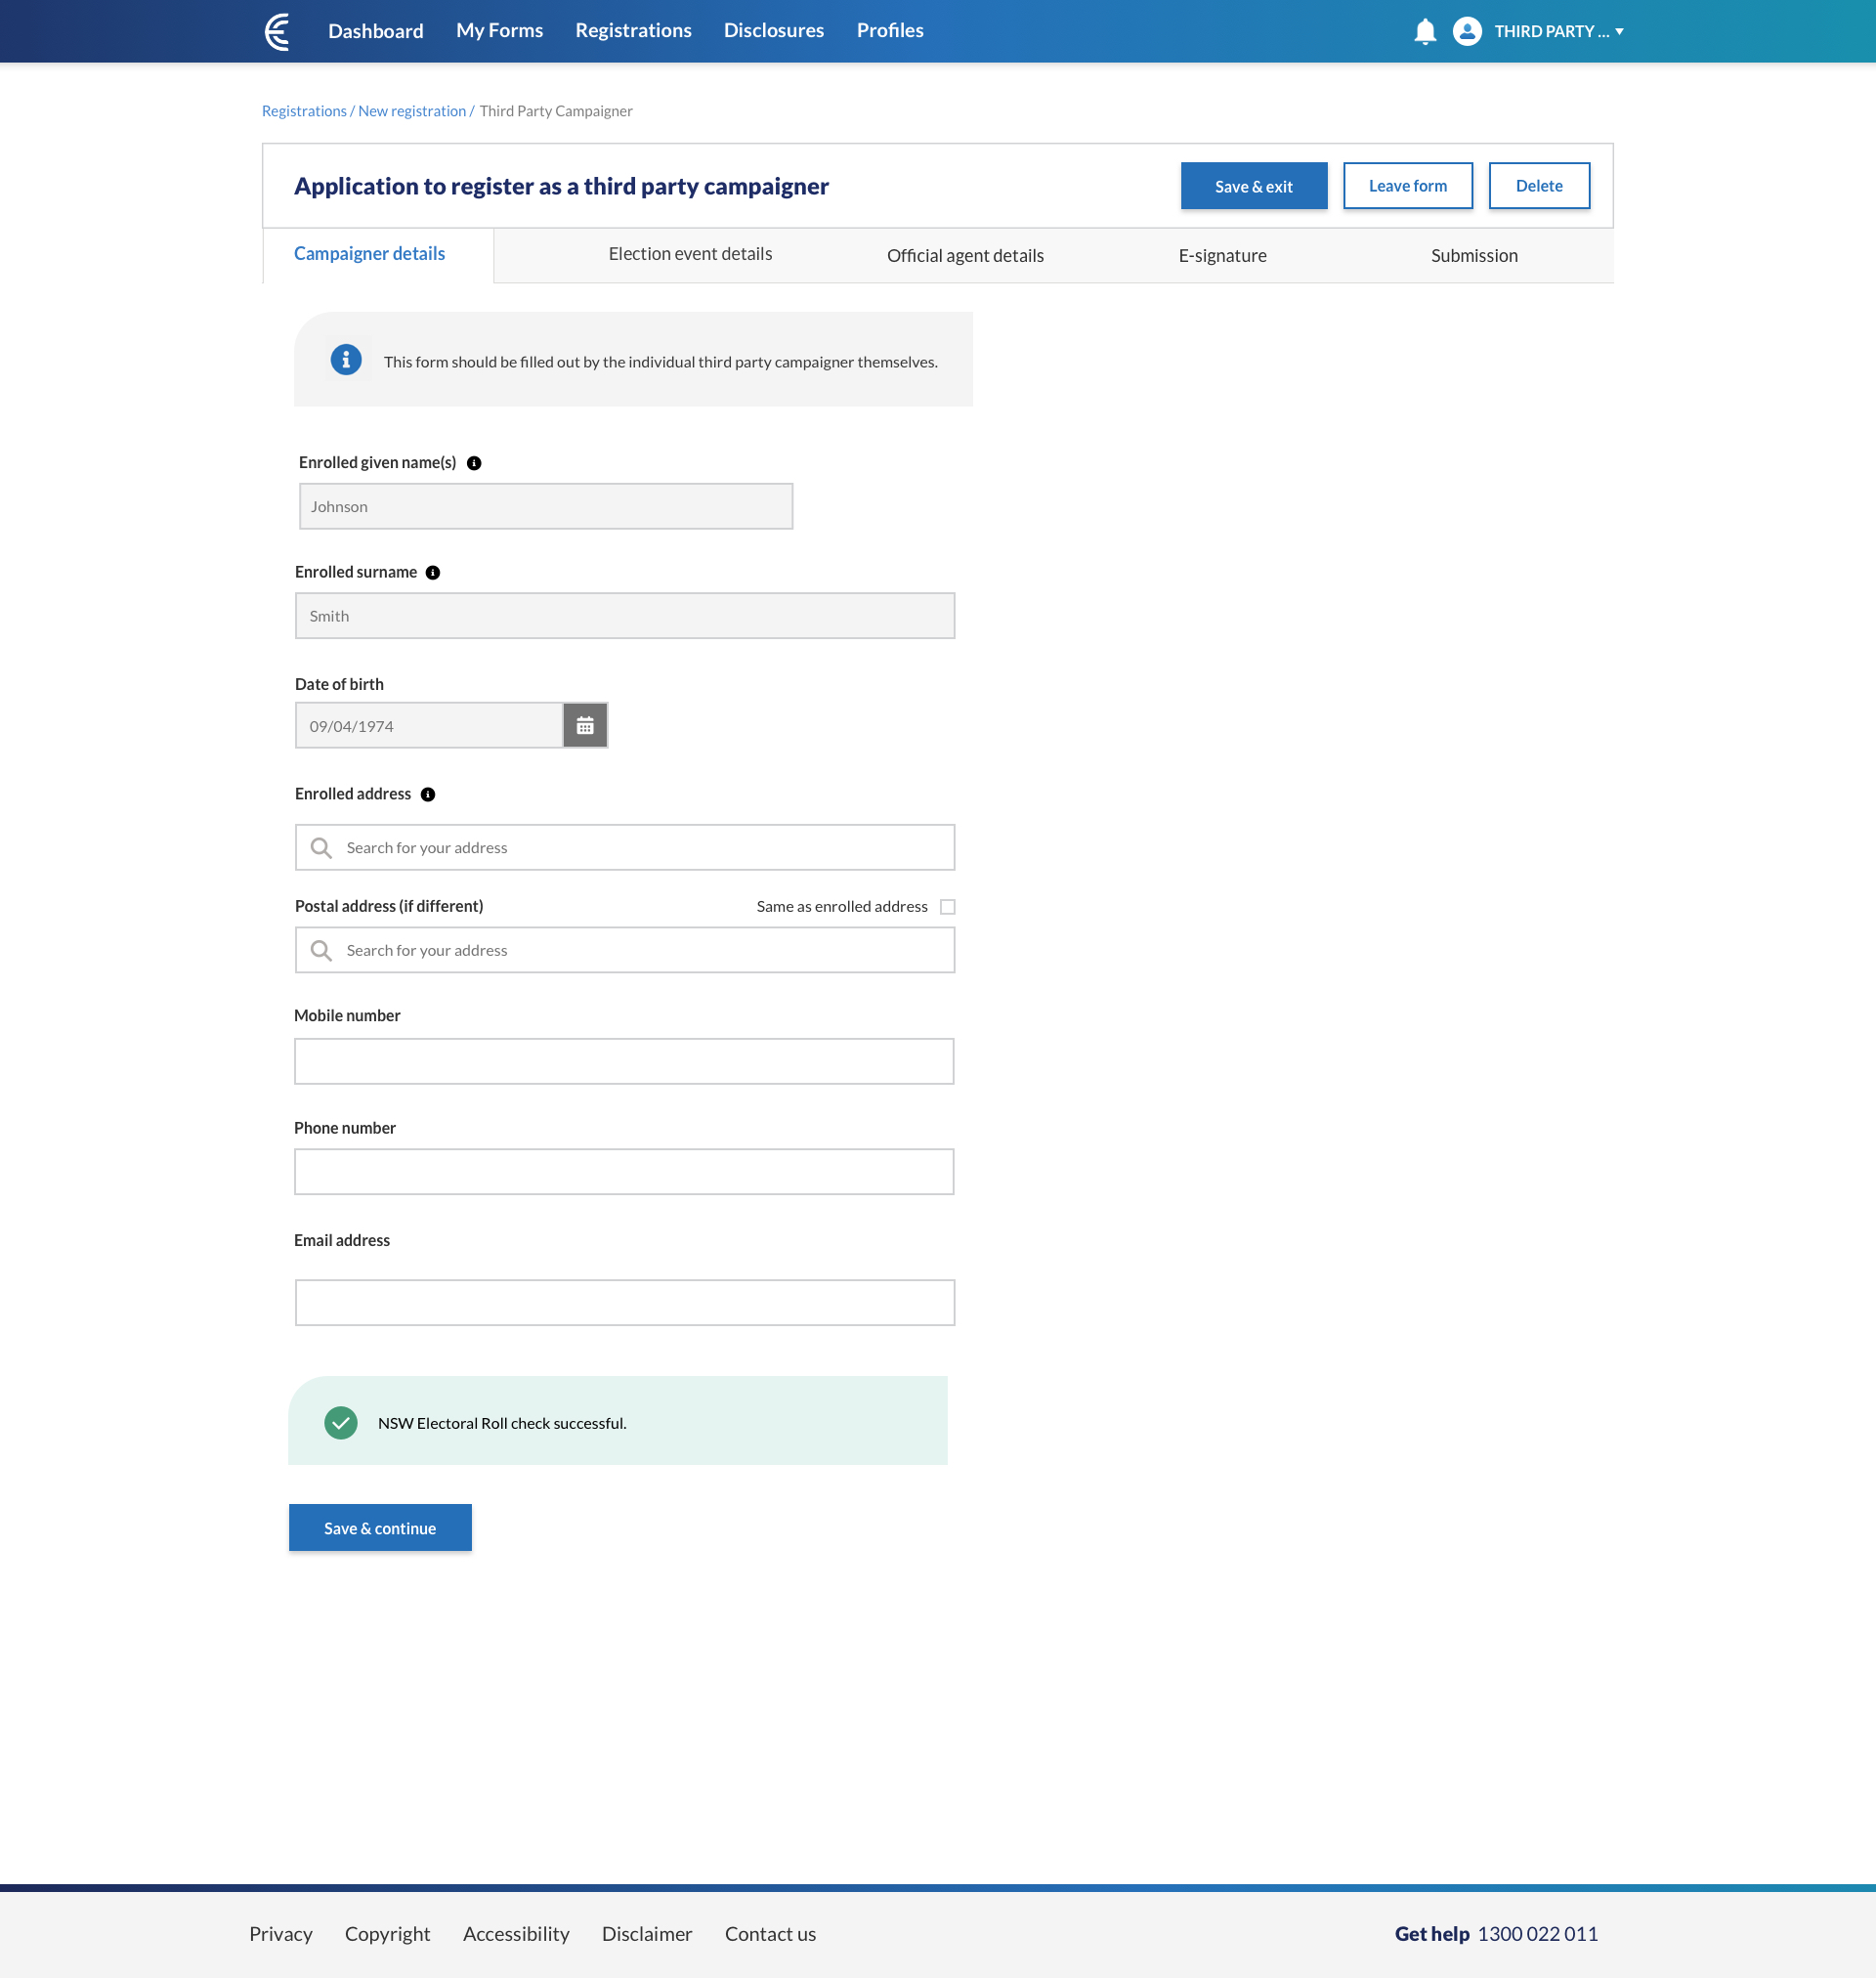 Dashboard My Forms Registrations Disclosures Profiles THIRD PARTY ...
Registrations / New registration / Third Party Campaigner
Application to register as a third party campaigner Save & exit Leave form Delete
Campaigner details Election event details Official agent details E-signature Submission
This form should be filled out by the individual third party campaigner themselves.
Enrolled given name(s)
Johnson
Enrolled surname
Smith
Date of birth
09/04/1974
Enrolled address
Search for your address
Postal address (if different) Same as enrolled address
Search for your address
Mobile number
Phone number
Email address
NSW Electoral Roll check successful.
Save & continue
Privacy Copyright Accessibility Disclaimer Contact us Get help 1300 022 011